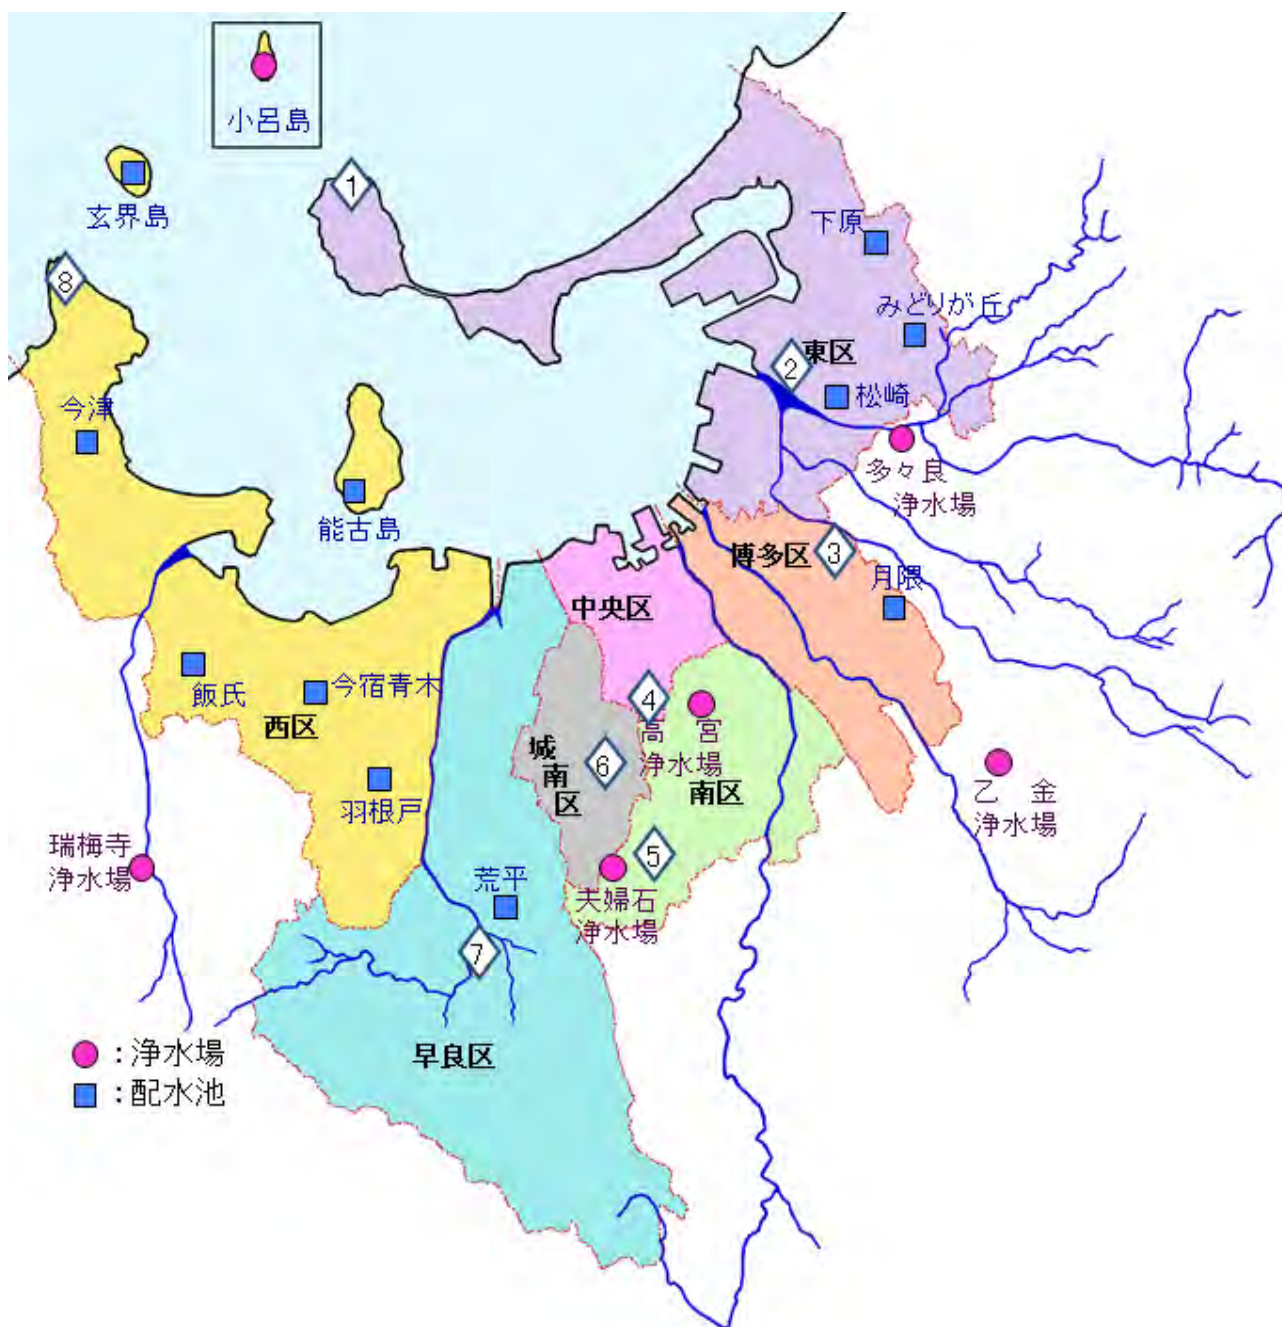 小呂島
1
玄界島
下原
8
みどりが丘
東区
2
松崎
今津
多々良
浄水場
能古島
博多区
3
月隈
中央区
飯氏
今宿青木
西区
4
高 宮
浄水場
城
南
区
6
南区
羽根戸
乙 金
浄水場
瑞梅寺
浄水場
5
荒平
夫婦石
浄水場
7
早良区
:浄水場
:配水池